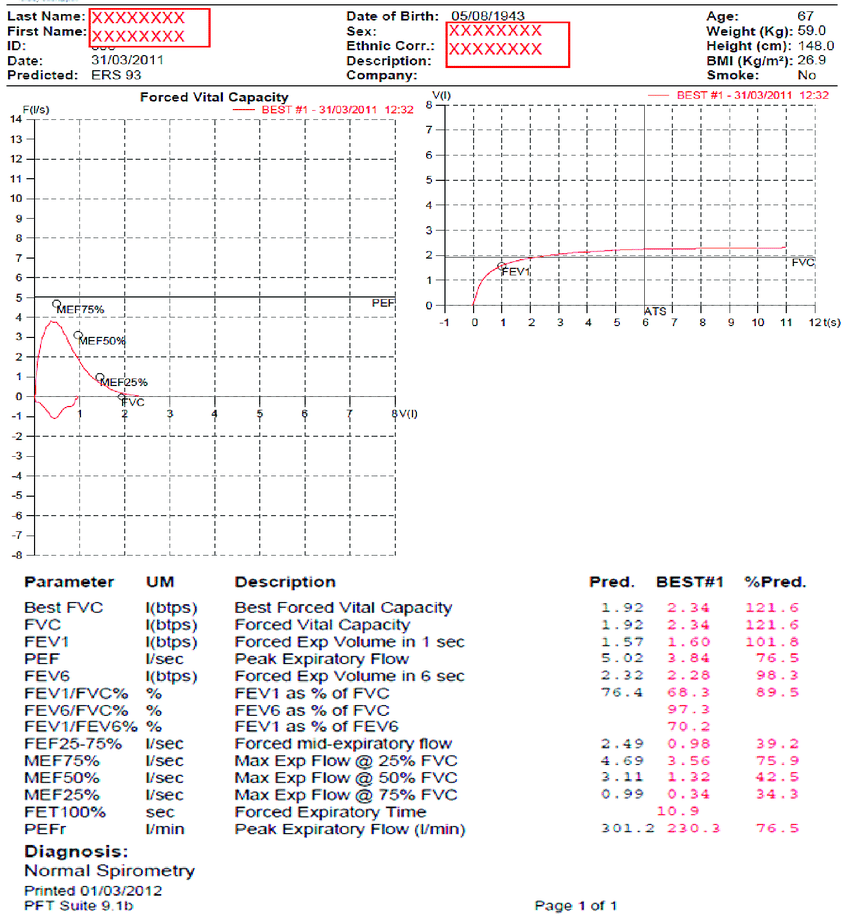 Last Name: XXXXXXXX
First Name: XXXXXXXX
ID:
Date: 31/03/2011
Predicted: ERS 93
Date of Birth: 05/08/1943
Sex: XXXXXXXX
Ethnic Corr.: XXXXXXXX
Description:
Company:
Age: 67
Weight (Kg): 59.0
Height (cm): 148.0
BMI (Kg/m²): 26.9
Smoke: No
Forced Vital Capacity
F(l/s)
BEST #1 - 31/03/2011 12:32
14
13
12
11
10
9
8
7
6
5
4
3
2
1
0
-1
-2
-3
-4
-5
-6
-7
-8
PEF
MEF75%
MEF50%
MEF25%
FVC
1 2 3 4 5 6 7 8 V(l)
V(l)
BEST #1 - 31/03/2011 12:32
8
7
6
5
4
3
2
1
0
FVC
FEV1
ATS
-1 0 1 2 3 4 5 6 7 8 9 10 11 12 t(s)
Parameter UM Description Pred. BEST#1 %Pred.
Best FVC l(btps) Best Forced Vital Capacity 1.92 2.34 121.6
FVC l(btps) Forced Vital Capacity 1.92 2.34 121.6
FEV1 l(btps) Forced Exp Volume in 1 sec 1.57 1.60 101.8
PEF l/sec Peak Expiratory Flow 5.02 3.84 76.5
FEV6 l(btps) Forced Exp Volume in 6 sec 2.32 2.28 98.3
FEV1/FVC% % FEV1 as % of FVC 76.4 68.3 89.5
FEV6/FVC% % FEV6 as % of FVC 97.3
FEV1/FEV6% % FEV1 as % of FEV6 70.2
FEF25-75% l/sec Forced mid-expiratory flow 2.49 0.98 39.2
MEF75% l/sec Max Exp Flow @ 25% FVC 4.69 3.56 75.9
MEF50% l/sec Max Exp Flow @ 50% FVC 3.11 1.32 42.5
MEF25% l/sec Max Exp Flow @ 75% FVC 0.99 0.34 34.3
FET100% sec Forced Expiratory Time 10.9
PEFr l/min Peak Expiratory Flow (l/min) 301.2 230.3 76.5
Diagnosis:
Normal Spirometry
Printed 01/03/2012
PFT Suite 9.1b
Page 1 of 1